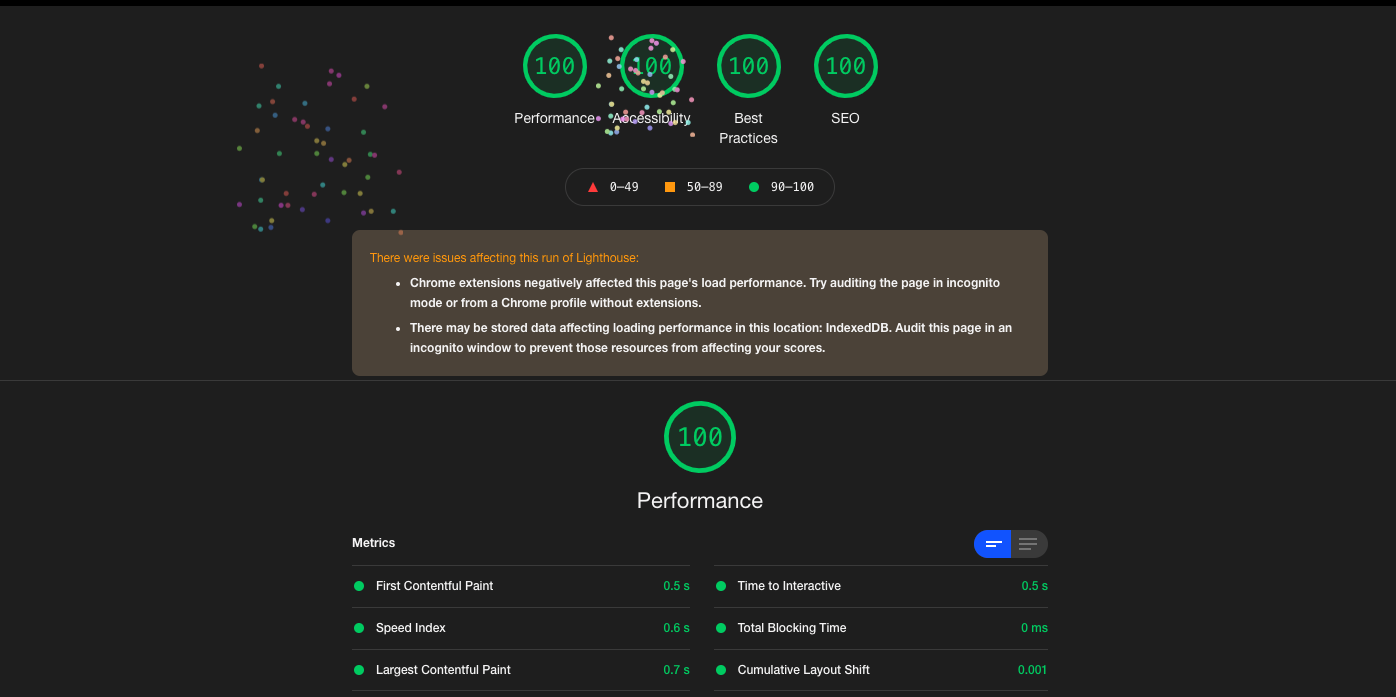 100 100 100 100
Performance Accessibility Best Practices SEO
0–49 50–89 90–100
There were issues affecting this run of Lighthouse:
Chrome extensions negatively affected this page's load performance. Try auditing the page in incognito
mode or from a Chrome profile without extensions.
There may be stored data affecting loading performance in this location: IndexedDB. Audit this page in an
incognito window to prevent those resources from affecting your scores.
100
Performance
Metrics
First Contentful Paint 0.5 s
Time to Interactive 0.5 s
Speed Index 0.6 s
Total Blocking Time 0 ms
Largest Contentful Paint 0.7 s
Cumulative Layout Shift 0.001